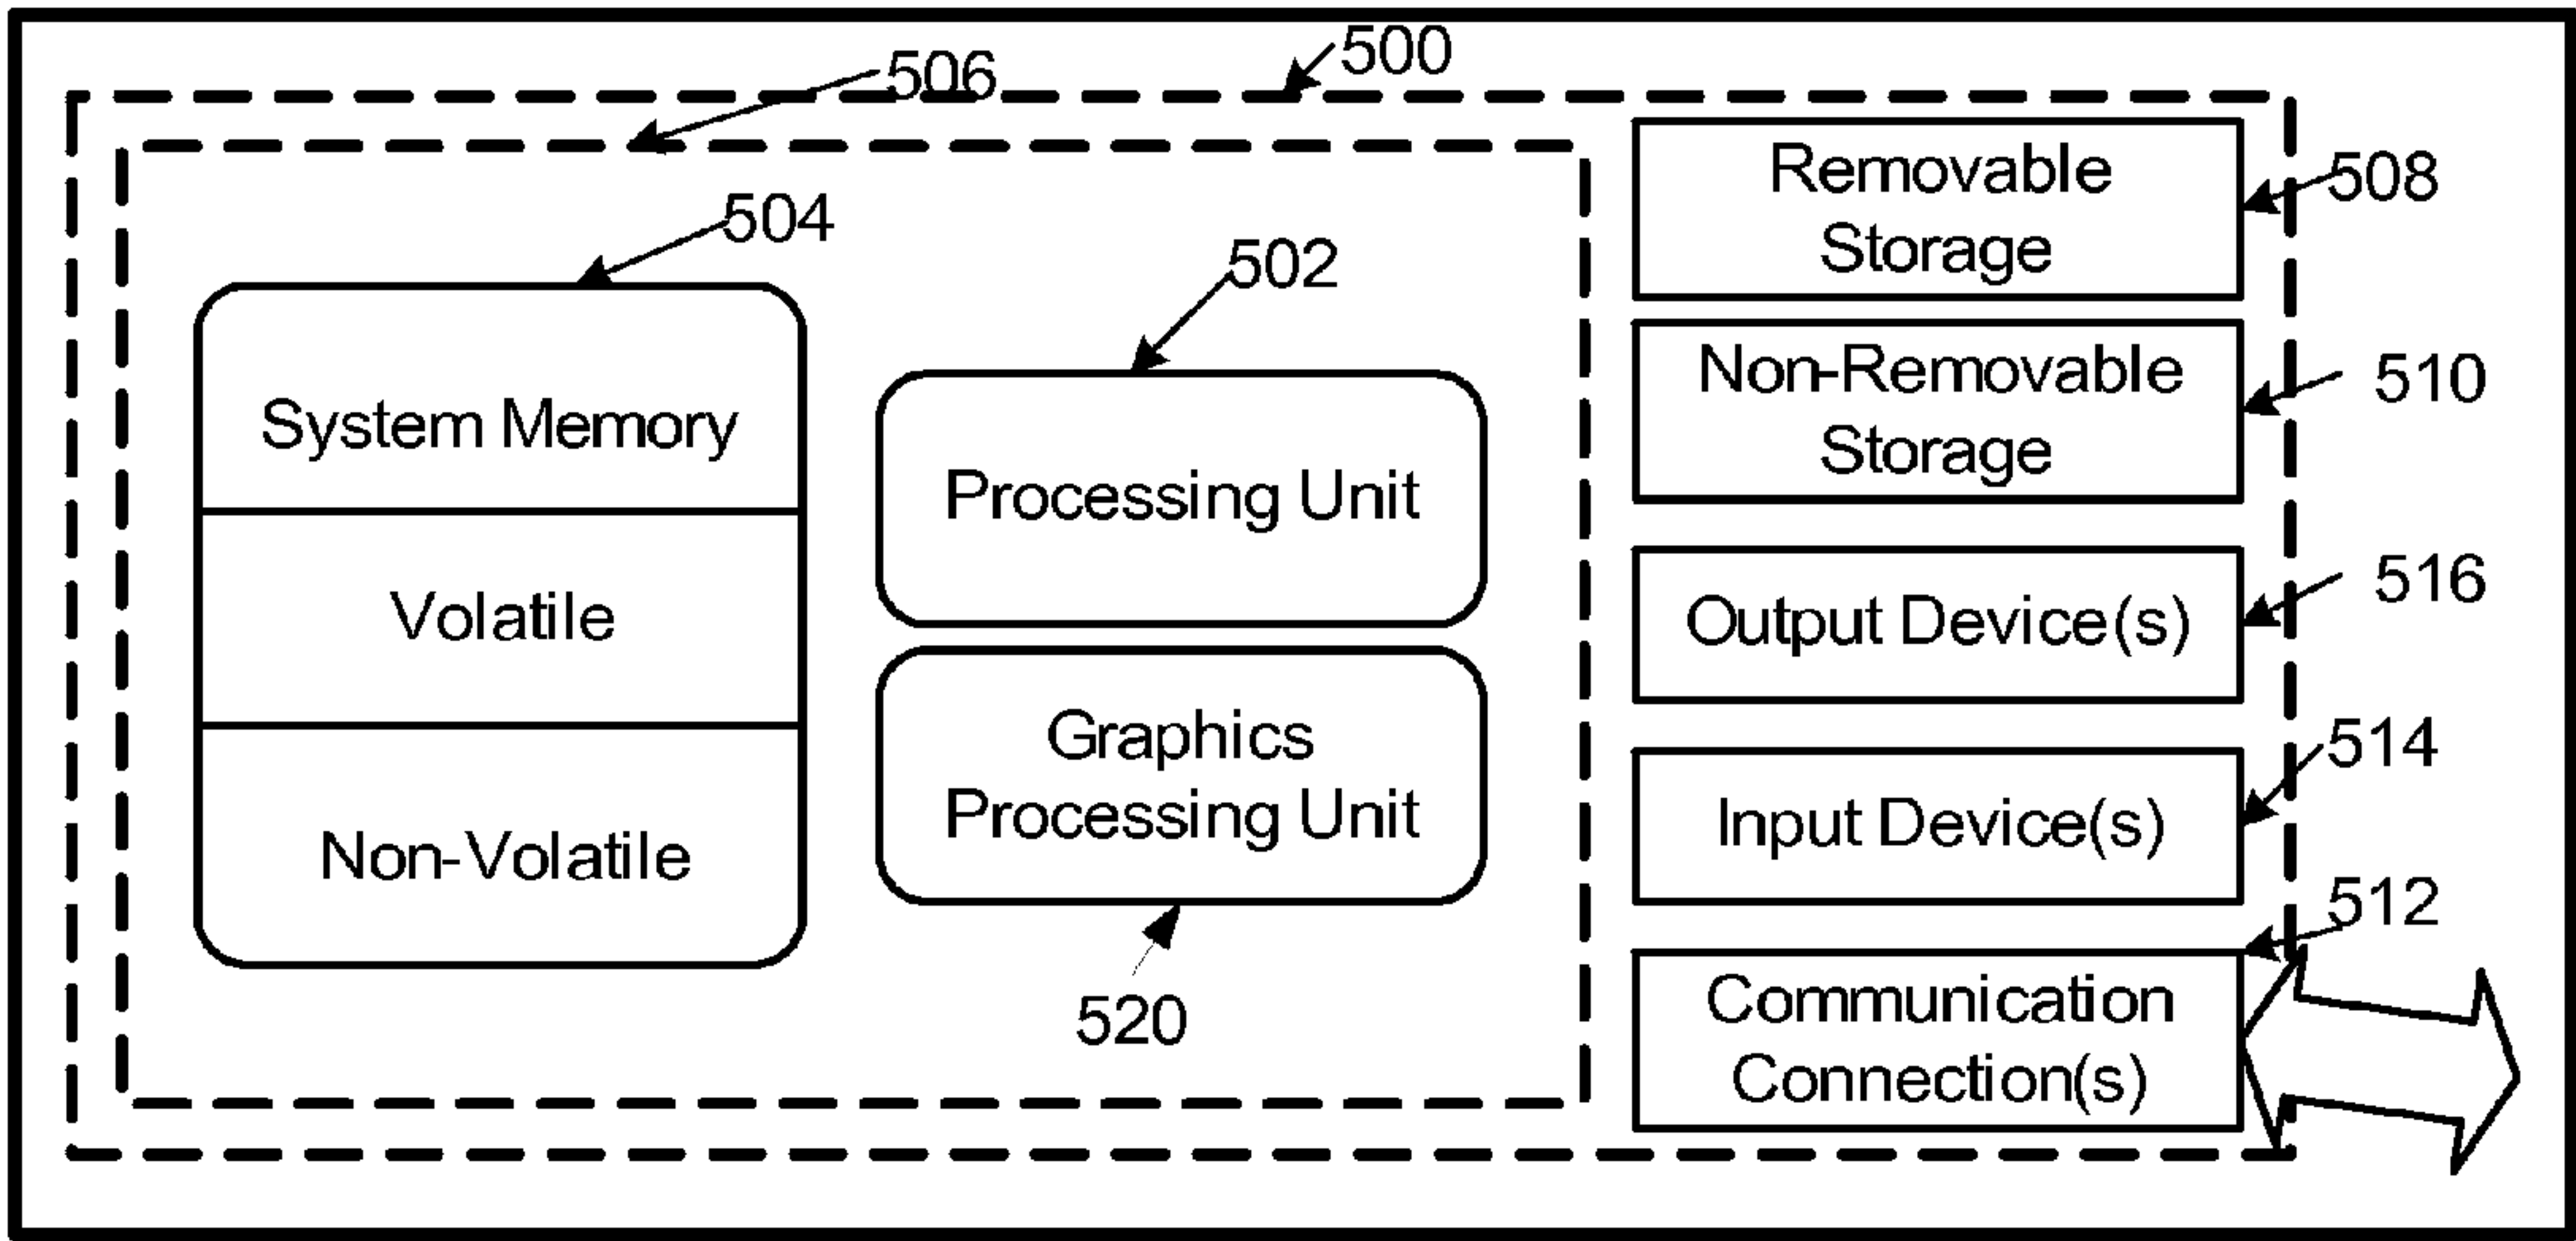 500
506
504
502
System Memory
Volatile
Non-Volatile
Processing Unit
Graphics
Processing Unit
520
Removable
Storage
508
Non-Removable
Storage
510
Output Device(s)
516
Input Device(s)
514
512
Communication
Connection(s)